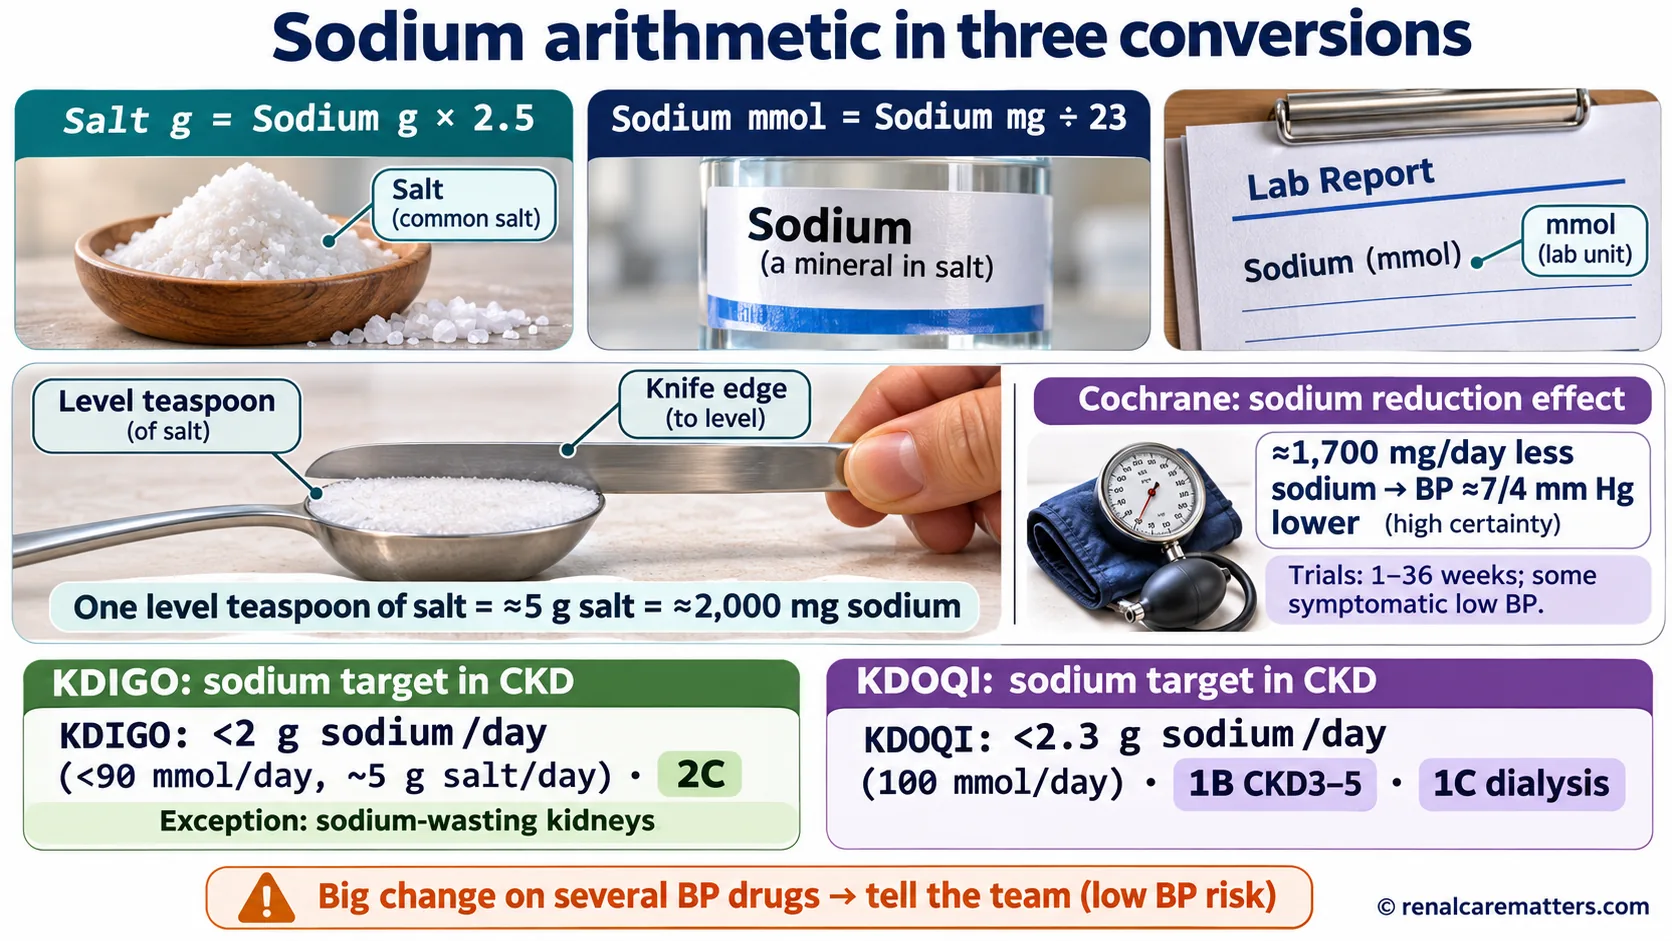 Sodium arithmetic in three conversions
Salt g = Sodium g × 2.5
Salt
(common salt)
Sodium mmol = Sodium mg ÷ 23
Sodium
(a mineral in salt)
Lab Report
Sodium (mmol)
mmol
(lab unit)
Level teaspoon
(of salt)
Knife edge
(to level)
One level teaspoon of salt = ≈5 g salt = ≈2,000 mg sodium
Cochrane: sodium reduction effect
≈1,700 mg/day less
sodium → BP ≈7/4 mm Hg
lower (high certainty)
Trials: 1–36 weeks; some
symptomatic low BP.
KDIGO: sodium target in CKD
KDIGO: <2 g sodium/day
(<90 mmol/day, ~5 g salt/day) · 2C
Exception: sodium-wasting kidneys
KDOQI: sodium target in CKD
KDOQI: <2.3 g sodium/day
(100 mmol/day) · 1B CKD3–5 · 1C dialysis
Big change on several BP drugs → tell the team (low BP risk)
© renalcarematters.com